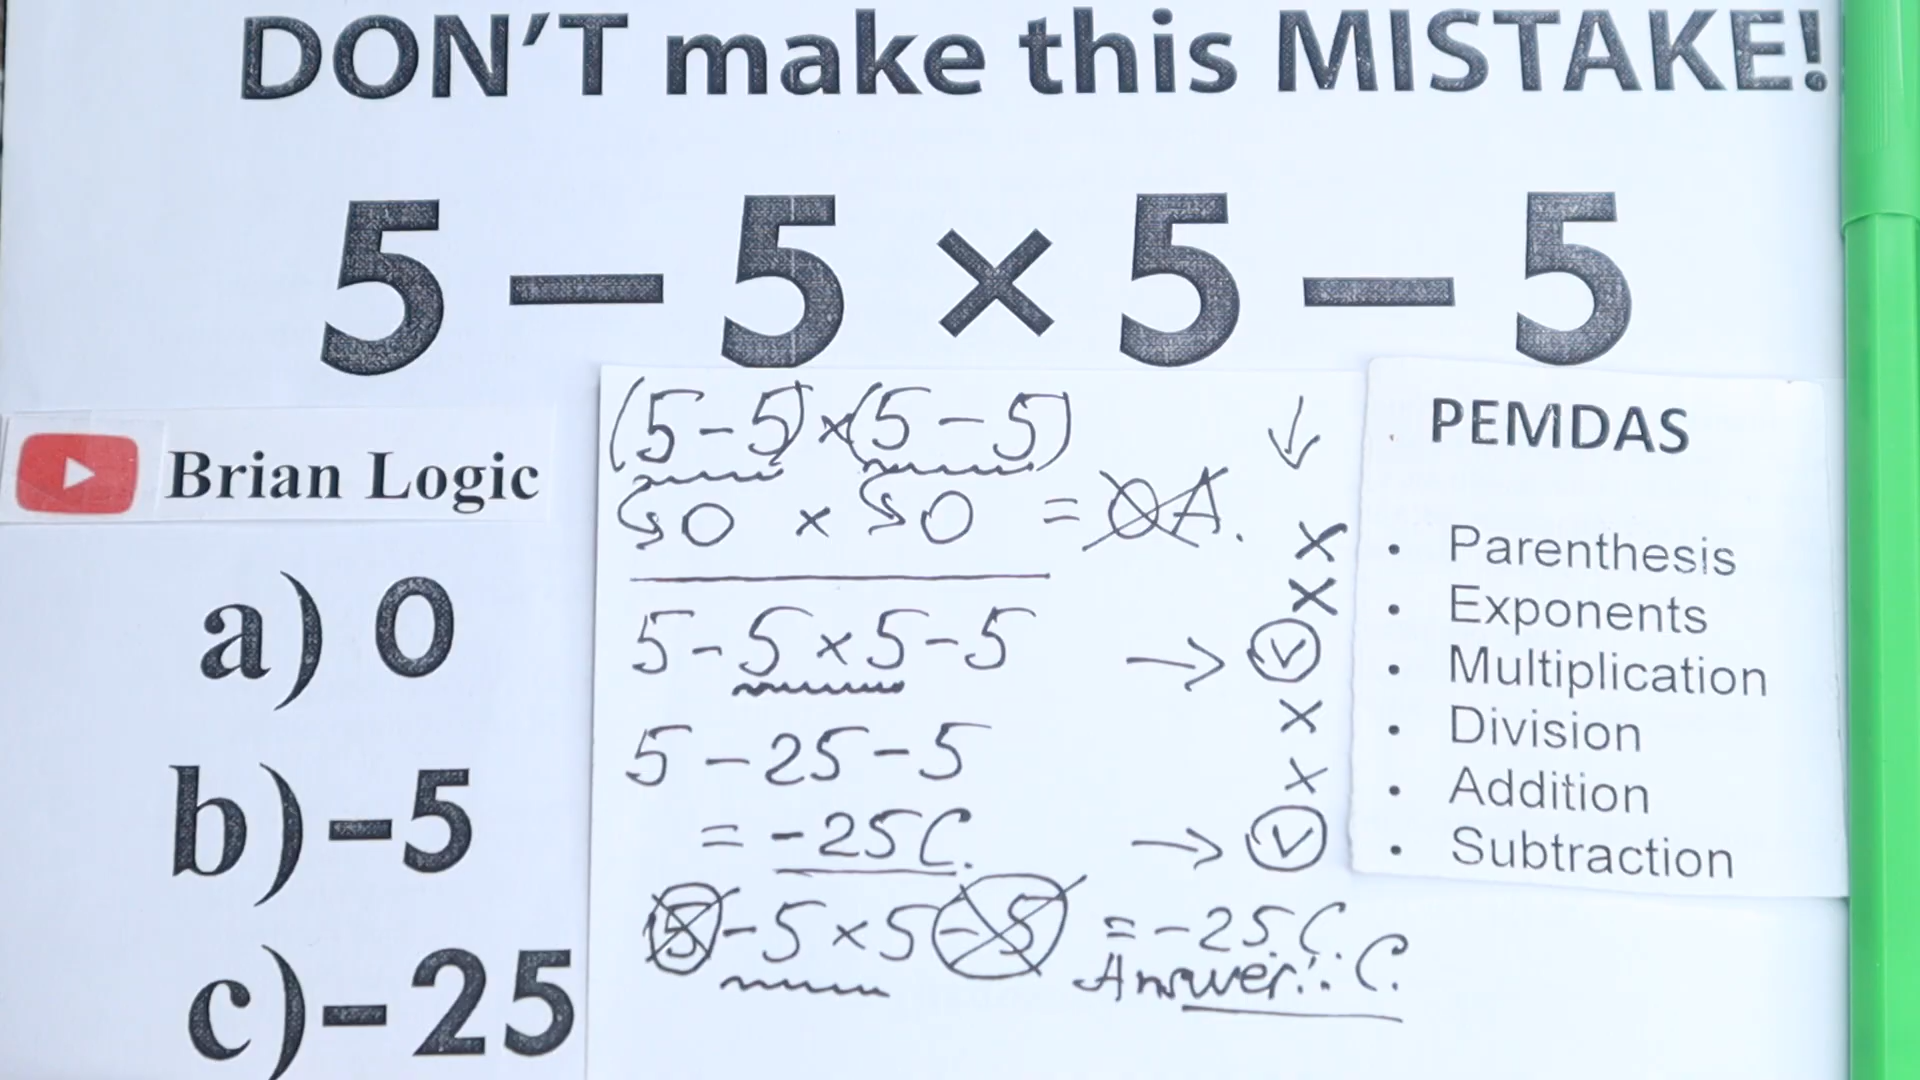 DON'T make this MISTAKE!
5 – 5 × 5 – 5
Brian Logic
a) 0
b) –5
c) –25
(5-5)×(5-5)
0 × 0 = 0 A.
5-5×5-5
5-25-5
= -25 C.
5-5×5-5 = -25 C.
Answer: C.
PEMDAS
• Parenthesis
• Exponents
• Multiplication
• Division
• Addition
• Subtraction